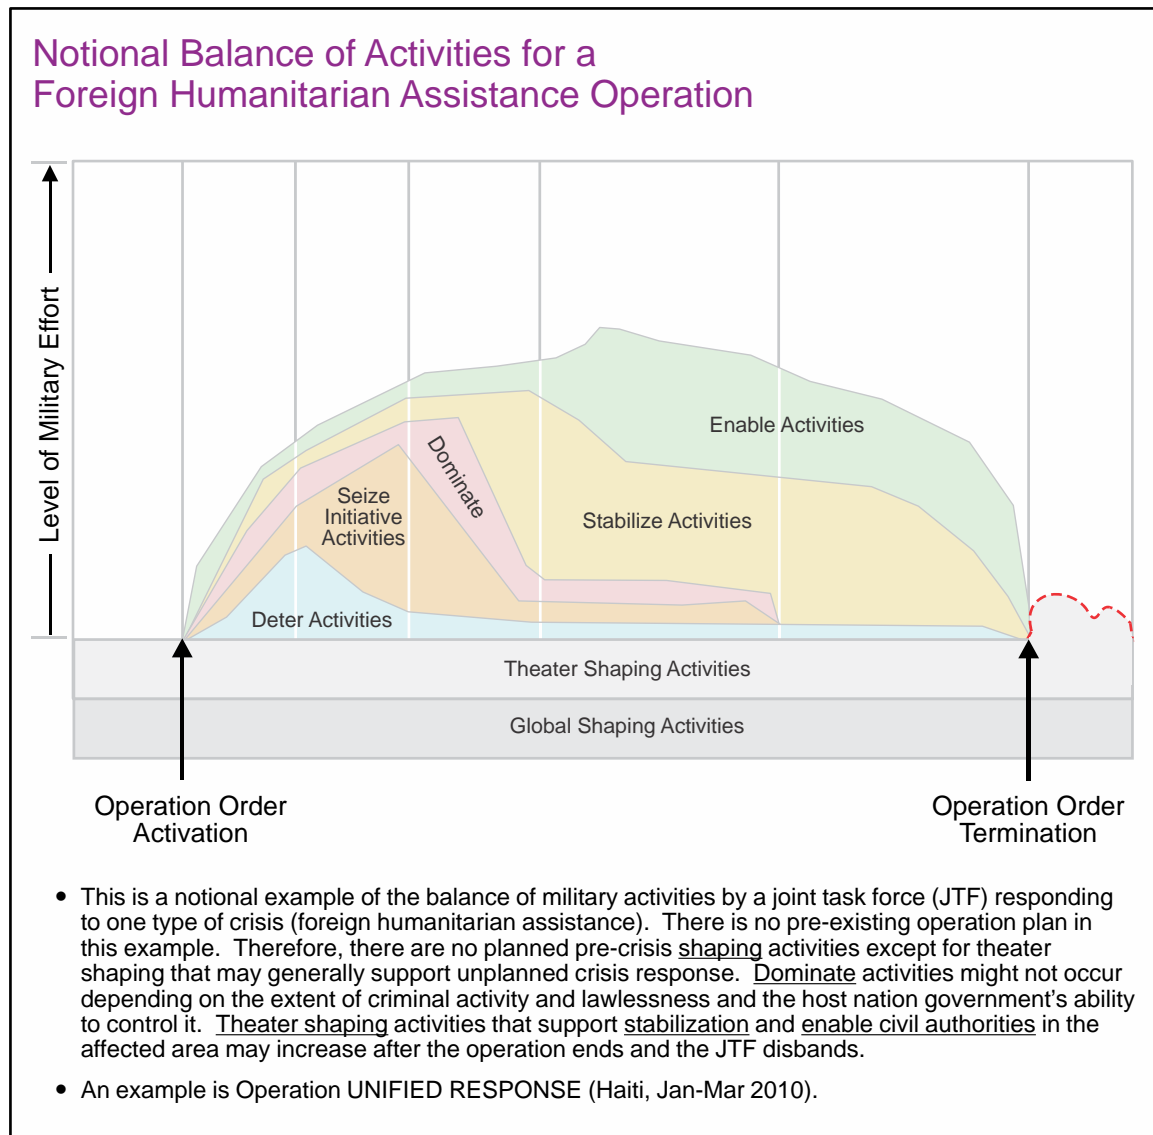 Notional Balance of Activities for a
Foreign Humanitarian Assistance Operation
Level of Military Effort
Enable Activities
Dominate
Seize
Initiative
Activities
Stabilize Activities
Deter Activities
Theater Shaping Activities
Global Shaping Activities
Operation Order
Activation
Operation Order
Termination
• This is a notional example of the balance of military activities by a joint task force (JTF) responding
to one type of crisis (foreign humanitarian assistance). There is no pre-existing operation plan in
this example. Therefore, there are no planned pre-crisis shaping activities except for theater
shaping that may generally support unplanned crisis response. Dominate activities might not occur
depending on the extent of criminal activity and lawlessness and the host nation government's ability
to control it. Theater shaping activities that support stabilization and enable civil authorities in the
affected area may increase after the operation ends and the JTF disbands.
• An example is Operation UNIFIED RESPONSE (Haiti, Jan-Mar 2010).